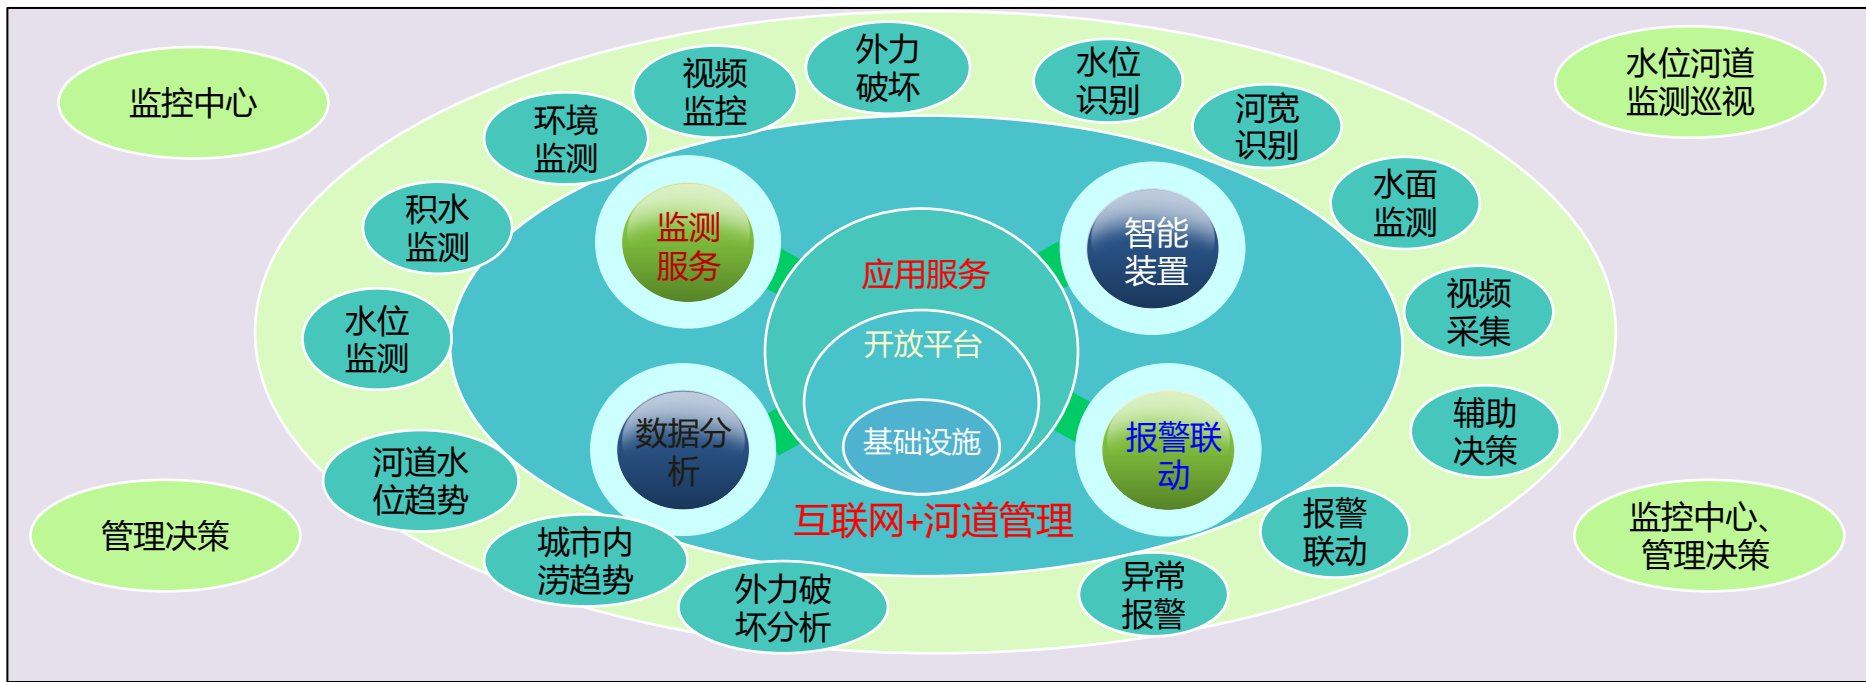 监控中心
水位河道
监测巡视
外力
破坏
视频
监控
水位
识别
环境
监测
河宽
识别
积水
监测
水面
监测
水位
监测
视频
采集
监测
服务
智能
装置
应用服务
开放平台
基础设施
数据分
析
报警联
动
互联网+河道管理
辅助
决策
河道水
位趋势
报警
联动
城市内
涝趋势
外力破
坏分析
异常
报警
管理决策
监控中心、
管理决策